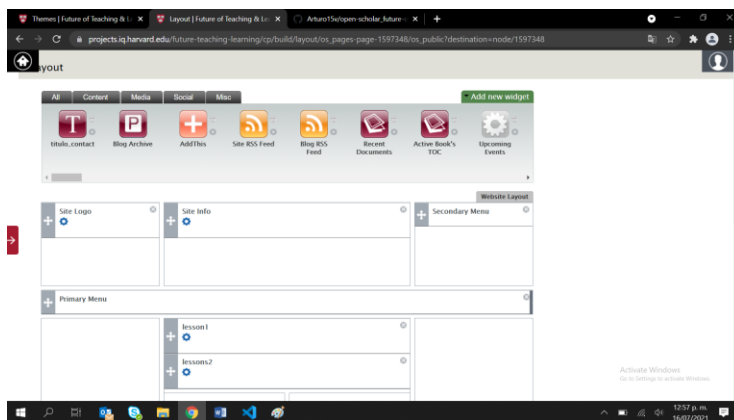 Themes | Future of Teaching & Le
Layout | Future of Teaching & Le
Arturo15v/open-scholar_future-
projects.iq.harvard.edu/future-teaching-learning/cp/build/layout/os_pages-page-1597348/os_public?destination=node/1597348
yout
All Content Media Social Misc
Add new widget
titulo_contact
Blog Archive
AddThis
Site RSS Feed
Blog RSS
Feed
Recent
Documents
Active Book's
TOC
Upcoming
Events
Website Layout
Site Logo
Site Info
Secondary Menu
Primary Menu
lesson1
lessons2
Activate Windows
Go to Settings to activate Windows.
12:57 p. m.
16/07/2021